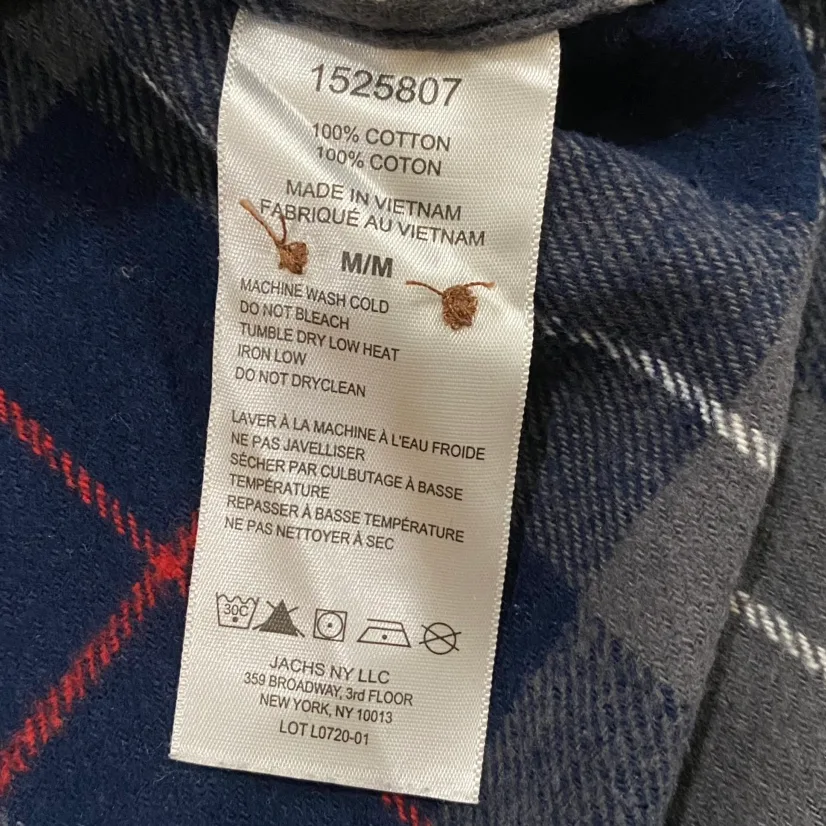 1525807
100% COTTON
100% COTON
MADE IN VIETNAM
FABRIQUÉ AU VIETNAM
M/M
MACHINE WASH COLD
DO NOT BLEACH
TUMBLE DRY LOW HEAT
IRON LOW
DO NOT DRYCLEAN
LAVER À LA MACHINE À L'EAU FROIDE
NE PAS JAVELLISER
SÉCHER PAR CULBUTAGE À BASSE
TEMPÉRATURE
REPASSER À BASSE TEMPÉRATURE
NE PAS NETTOYER À SEC
30C
JACHS NY LLC
359 BROADWAY, 3rd FLOOR
NEW YORK, NY 10013
LOT L0720-01